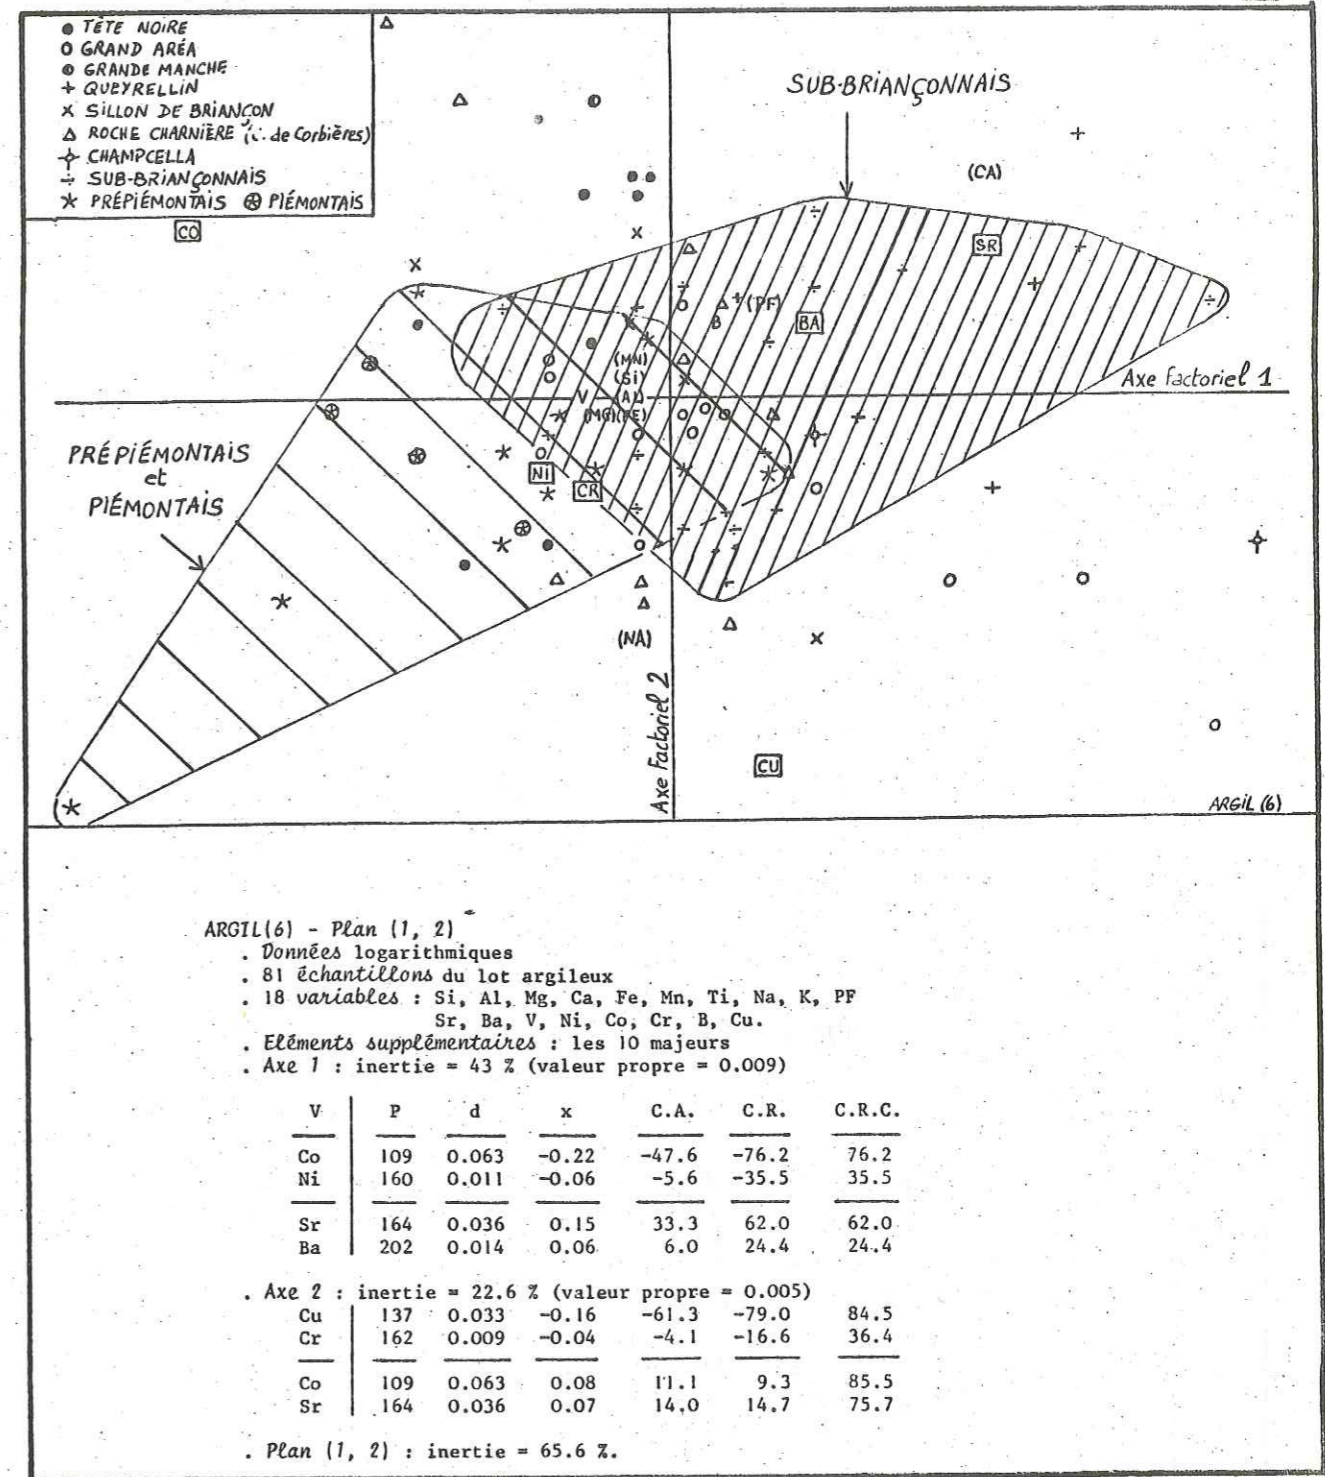 TÊTE NOIRE
GRAND ARÉA
GRANDE MANCHE
QUEYRELLIN
SILLON DE BRIANÇON
ROCHE CHARNIÈRE de Corbières)
CHAMPCELLA
SUB-BRIANÇONNAIS
PRÉPIÉMONTAIS PIÉMONTAIS
SUB-BRIANÇONNAIS
(CA)
CO
SR
(PF)
B
BA
(MN)
(Si)
Axe factoriel 1
V (AL)
(MG)(FE)
PRÉPIÉMONTAIS
et
PIÉMONTAIS
NI
CR
(NA)
Axe Factoriel 2
CU
ARGIL (6)
ARGIL(6) - Plan (1, 2)
. Données logarithmiques
. 81 échantillons du lot argileux
. 18 variables : Si, Al, Mg, Ca, Fe, Mn, Ti, Na, K, PF
Sr, Ba, V, Ni, Co, Cr, B, Cu.
. Eléments supplémentaires : les 10 majeurs
. Axe 1 : inertie = 43 % (valeur propre = 0.009)
V P d x C.A. C.R. C.R.C.
Co 109 0.063 -0.22 -47.6 -76.2 76.2
Ni 160 0.011 -0.06 -5.6 -35.5 35.5
Sr 164 0.036 0.15 33.3 62.0 62.0
Ba 202 0.014 0.06 6.0 24.4 24.4
. Axe 2 : inertie = 22.6 % (valeur propre = 0.005)
Cu 137 0.033 -0.16 -61.3 -79.0 84.5
Cr 162 0.009 -0.04 -4.1 -16.6 36.4
Co 109 0.063 0.08 11.1 9.3 85.5
Sr 164 0.036 0.07 14.0 14.7 75.7
. Plan (1, 2) : inertie = 65.6 %.